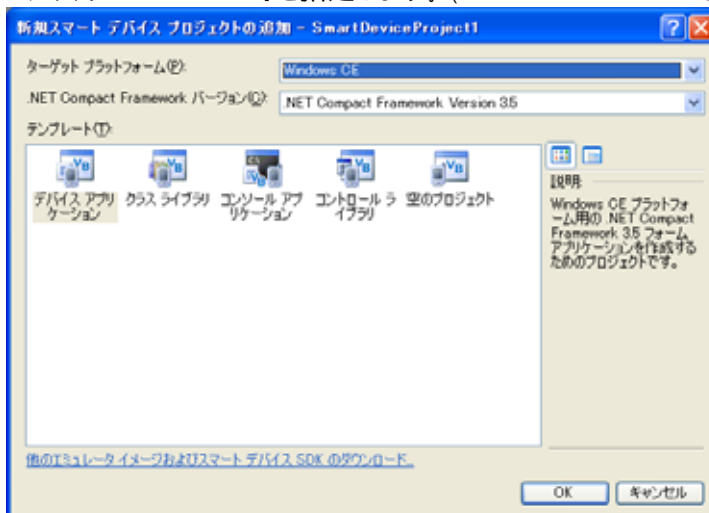 新規スマート デバイス プロジェクトの追加 - SmartDeviceProject1
ターゲット プラットフォーム(P):
Windows CE
.NET Compact Framework バージョン(C):
.NET Compact Framework Version 3.5
テンプレート(T):
デバイス アプリ
ケーション
クラス ライブラリ
コンソール アプ
リケーション
コントロール ラ
イブラリ
空のプロジェクト
説明:
Windows CE プラットフォ
ーム用の .NET Compact
Framework 3.5 フォーム
アプリケーションを作成する
ためのプロジェクトです。
他のエミュレータ イメージおよびスマート デバイス SDK のダウンロード...
OK
キャンセル